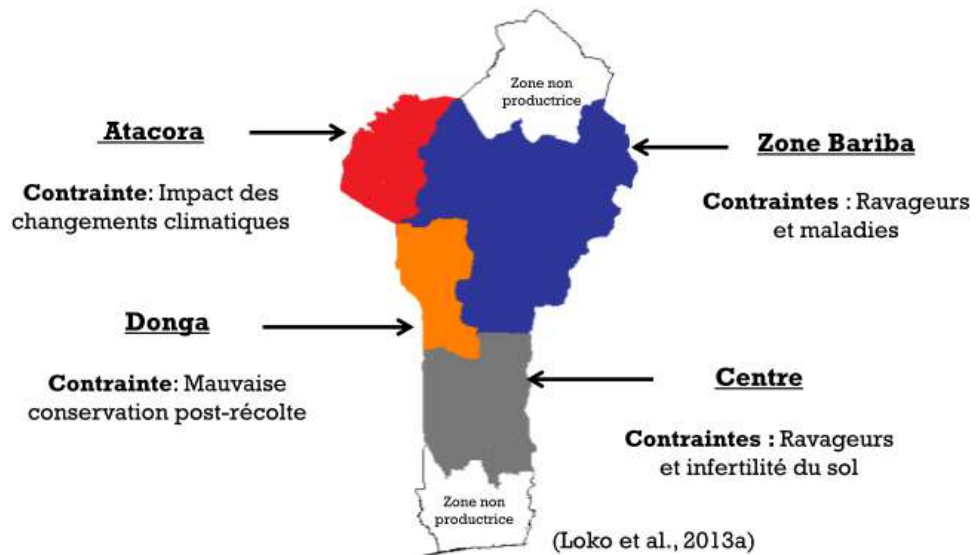 Zone non
productrice
Atacora
Contrainte: Impact des
changements climatiques
Zone Bariba
Contraintes : Ravageurs
et maladies
Donga
Contrainte: Mauvaise
conservation post-récolte
Centre
Contraintes : Ravageurs
et infertilité du sol
Zone non
productrice
(Loko et al., 2013a)